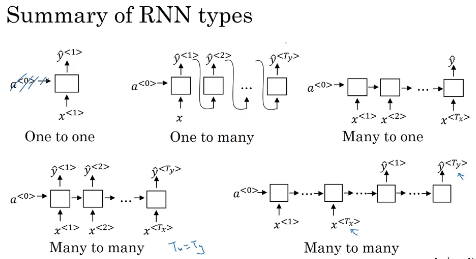 Summary of RNN types
ŷ<1>
a<0>
x<1>
One to one
ŷ<1> ŷ<2> ŷ<Ty>
a<0> ...
x
One to many
ŷ
a<0> ...
x<1> x<2> x<Tx>
Many to one
ŷ<1> ŷ<2> ŷ<Ty>
a<0> ...
x<1> x<2> x<Tx>
Many to many
Tx=Ty
ŷ<1> ŷ<Ty>
a<0> ... ...
x<1> x<Tx>
Many to many